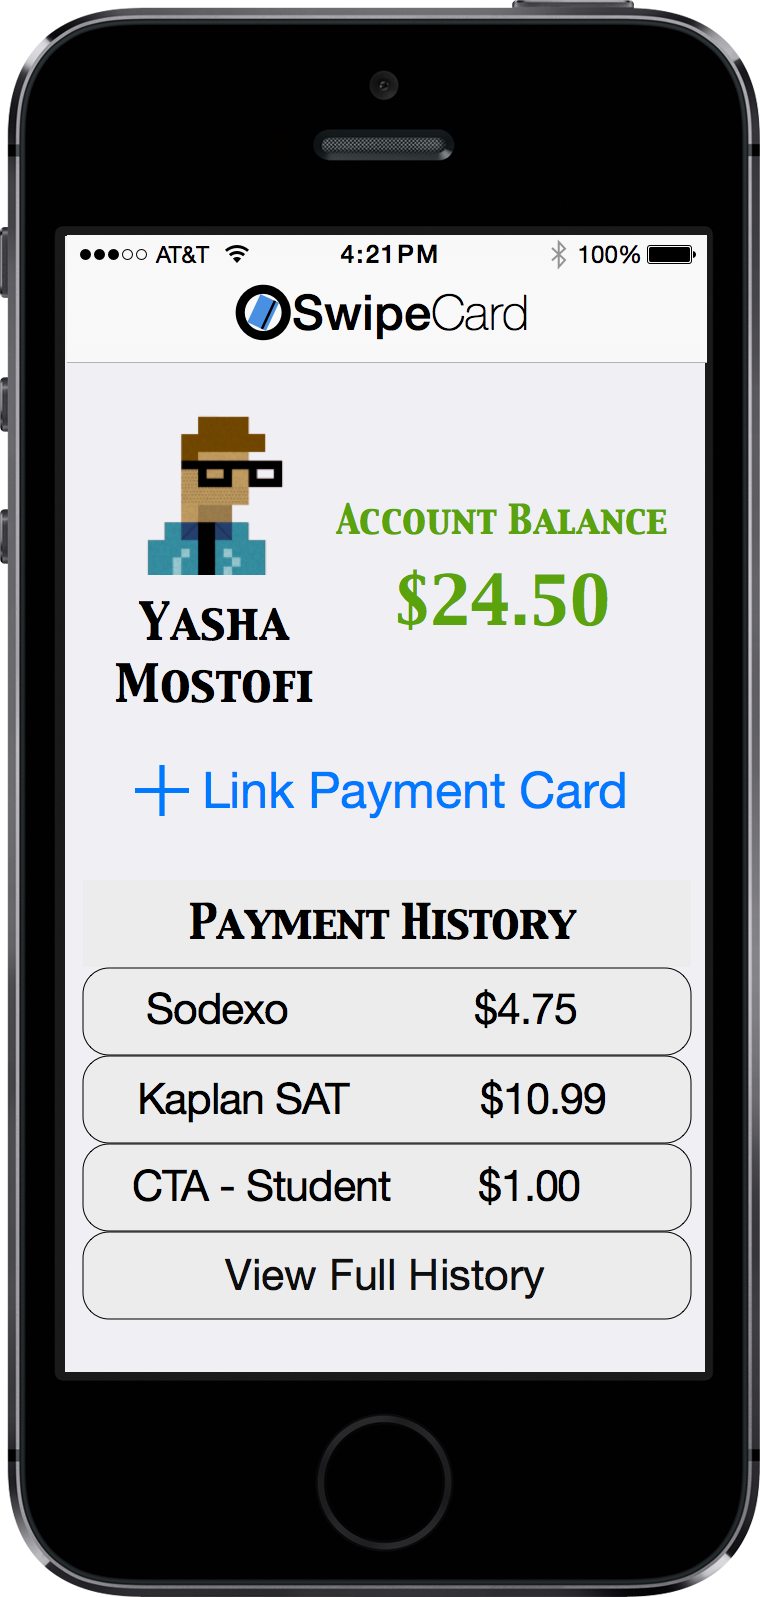 AT&T 4:21PM 100%
SwipeCard
Account Balance
$24.50
Yasha
Mostofi
+ Link Payment Card
Payment History
Sodexo $4.75
Kaplan SAT $10.99
CTA - Student $1.00
View Full History